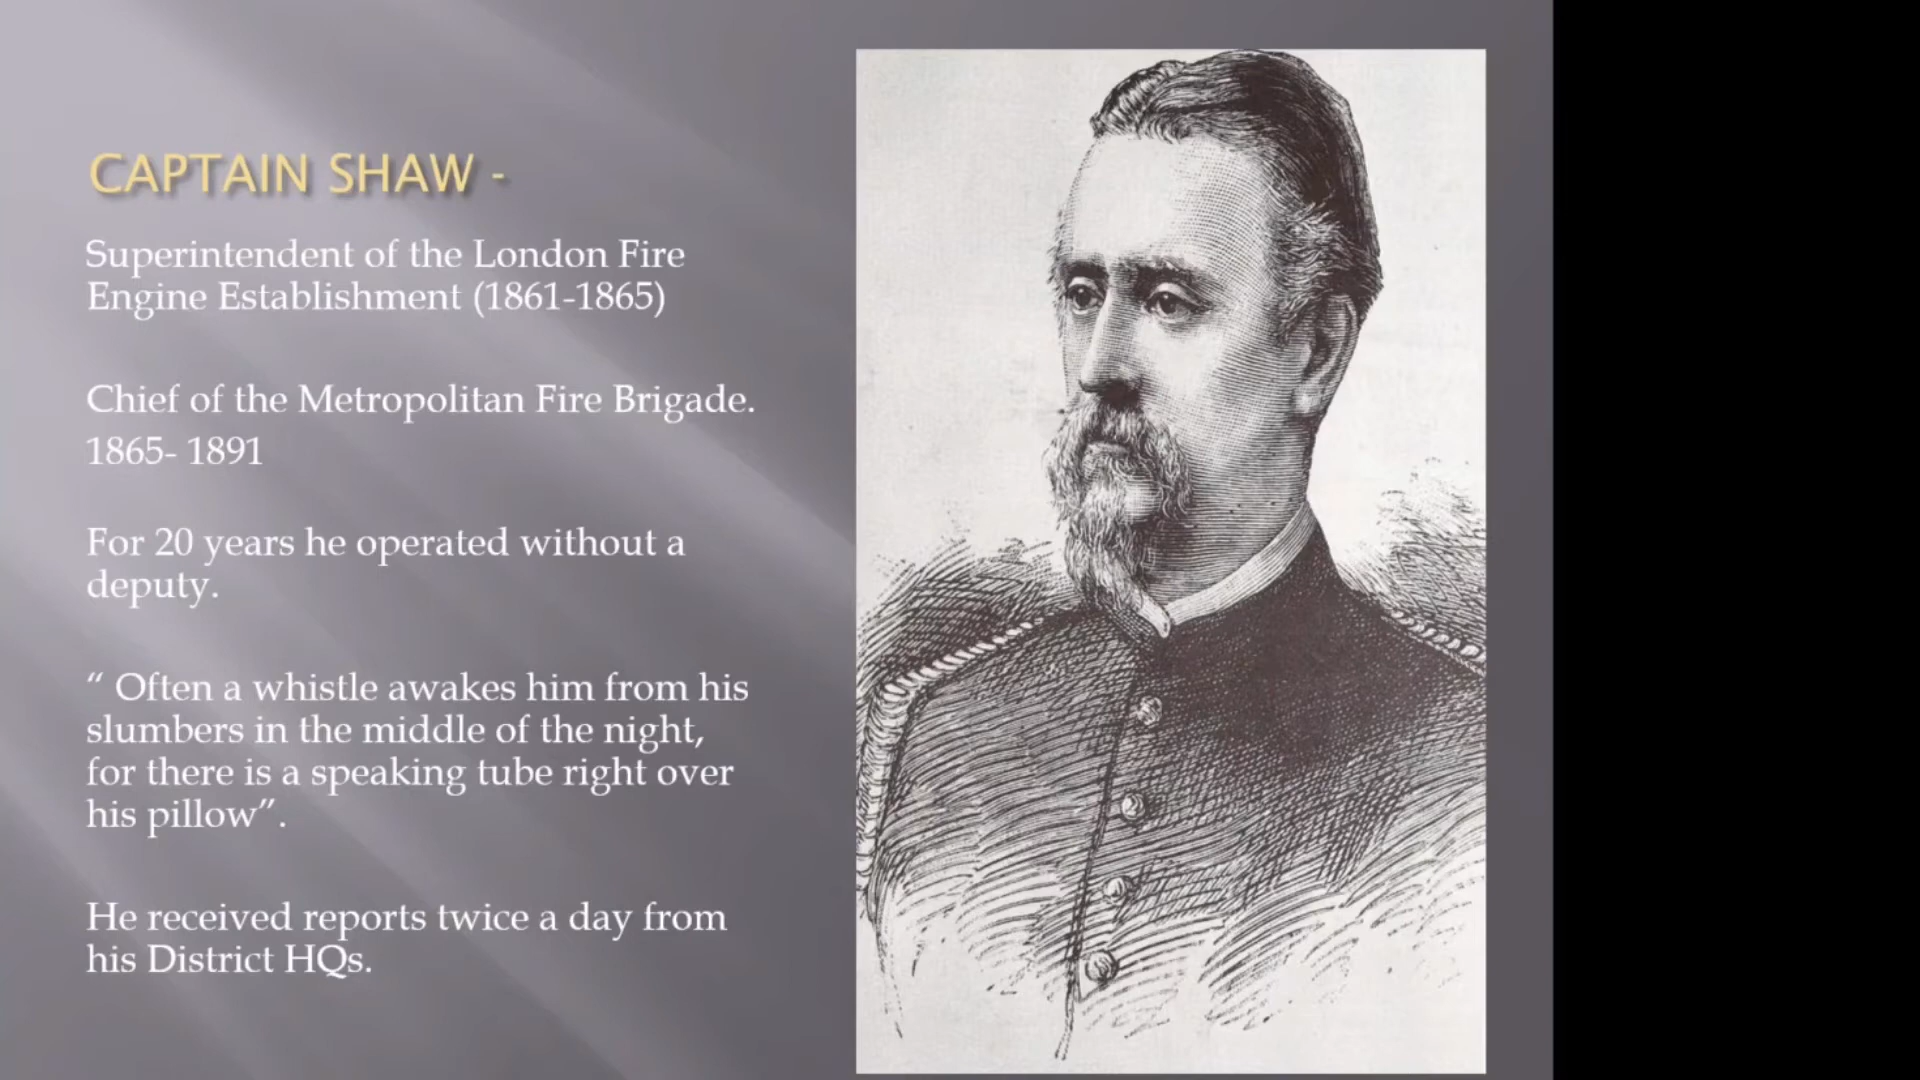 CAPTAIN SHAW -
Superintendent of the London Fire
Engine Establishment (1861-1865)
Chief of the Metropolitan Fire Brigade.
1865- 1891
For 20 years he operated without a
deputy.
“ Often a whistle awakes him from his
slumbers in the middle of the night,
for there is a speaking tube right over
his pillow”.
He received reports twice a day from
his District HQs.